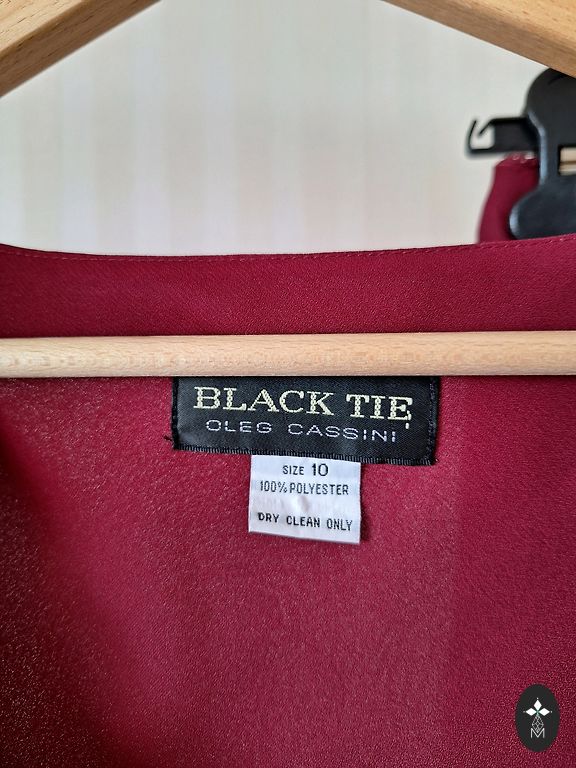 BLACK TIE
OLEG CASSINI
SIZE 10
100% POLYESTER
DRY CLEAN ONLY
M